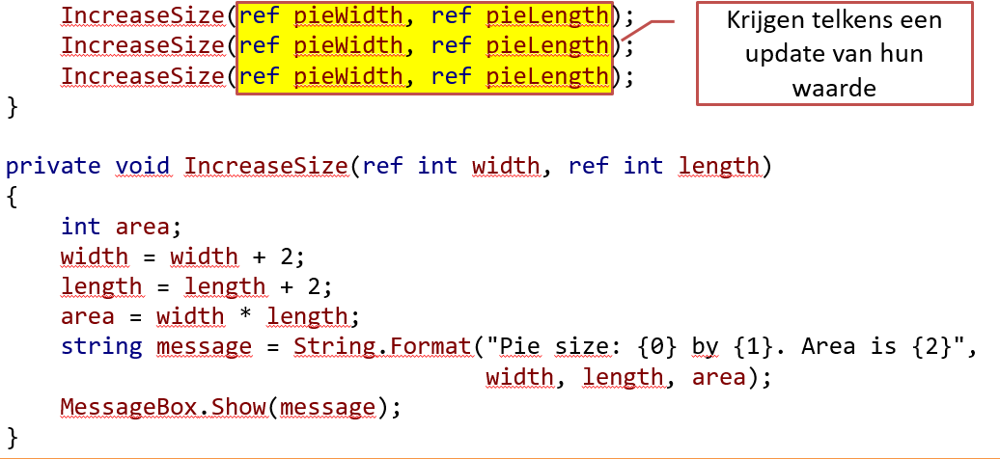 IncreaseSize(ref pieWidth, ref pieLength);
IncreaseSize(ref pieWidth, ref pieLength);
IncreaseSize(ref pieWidth, ref pieLength);
}
Krijgen telkens een
update van hun
waarde
private void IncreaseSize(ref int width, ref int length)
{
int area;
width = width + 2;
length = length + 2;
area = width * length;
string message = String.Format("Pie size: {0} by {1}. Area is {2}",
width, length, area);
MessageBox.Show(message);
}